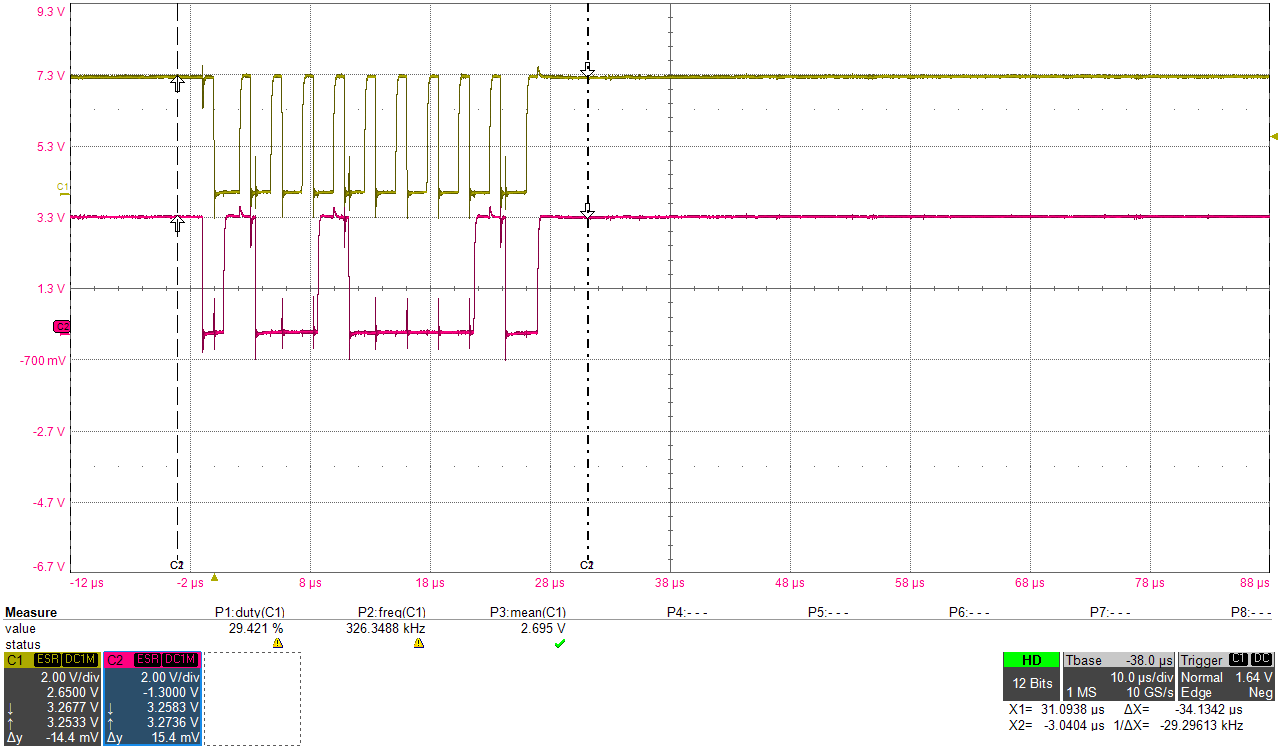 9.3 V
7.3 V
5.3 V
C1
3.3 V
1.3 V
C2
-700 mV
-2.7 V
-4.7 V
-6.7 V
C2 C2
-12 µs -2 µs 8 µs 18 µs 28 µs 38 µs 48 µs 58 µs 68 µs 78 µs 88 µs
Measure P1:duty(C1) P2:freq(C1) P3:mean(C1) P4:- - - P5:- - - P6:- - - P7:- - - P8:- - -
value 29.421 % 326.3488 kHz 2.695 V
status
C1 ESR DC1M
2.00 V/div
2.6500 V
↓ 3.2677 V
↑ 3.2533 V
Δy -14.4 mV
C2 ESR DC1M
2.00 V/div
-1.3000 V
↓ 3.2583 V
↑ 3.2736 V
Δy 15.4 mV
HD
12 Bits
Tbase -38.0 µs
10.0 µs/div
1 MS 10 GS/s
Trigger C1 DC
Normal 1.64 V
Edge Neg
X1= 31.0938 µs ΔX= -34.1342 µs
X2= -3.0404 µs 1/ΔX= -29.29613 kHz